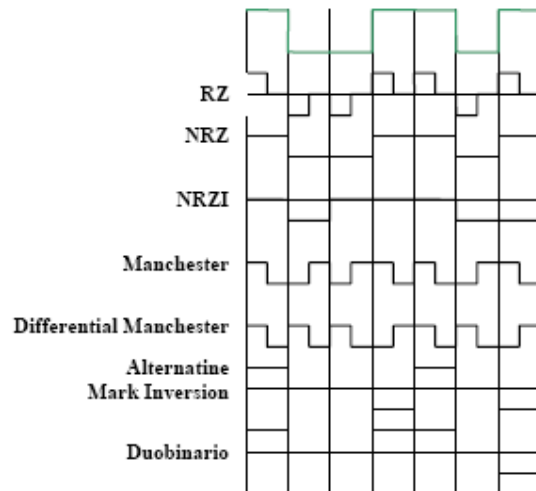 RZ
NRZ
NRZI
Manchester
Differential Manchester
Alternatine
Mark Inversion
Duobinario